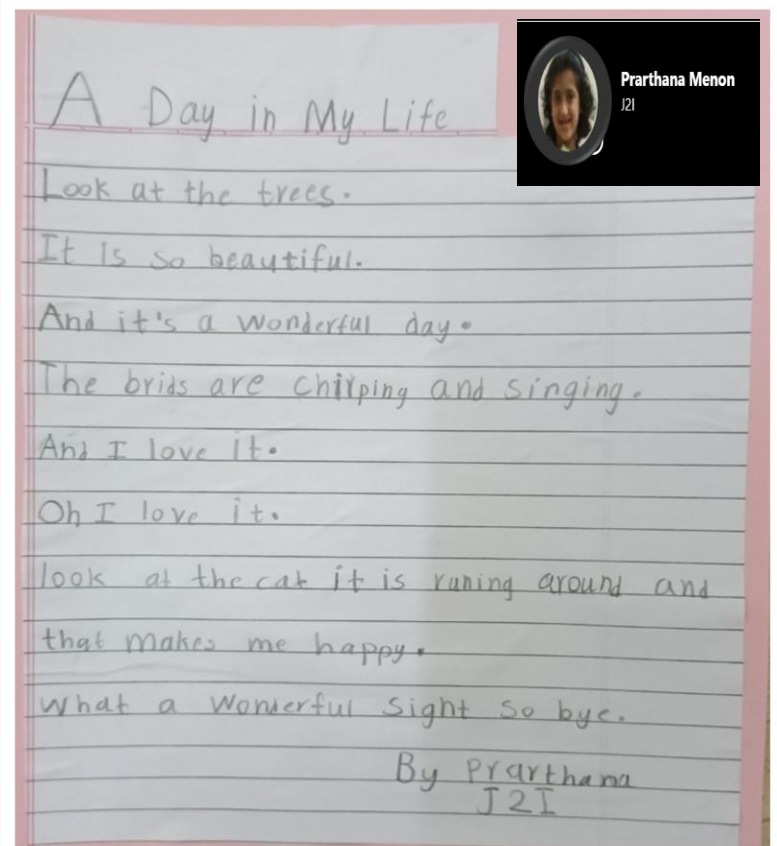 A Day in My Life
Prarthana Menon
J2I
Look at the trees.
It is so beautiful.
And it's a wonderful day.
The brids are chirping and singing.
And I love it.
Oh I love it.
look at the cat it is runing around and
that makes me happy.
What a wonderful sight so bye.
By Prarthana
J2I